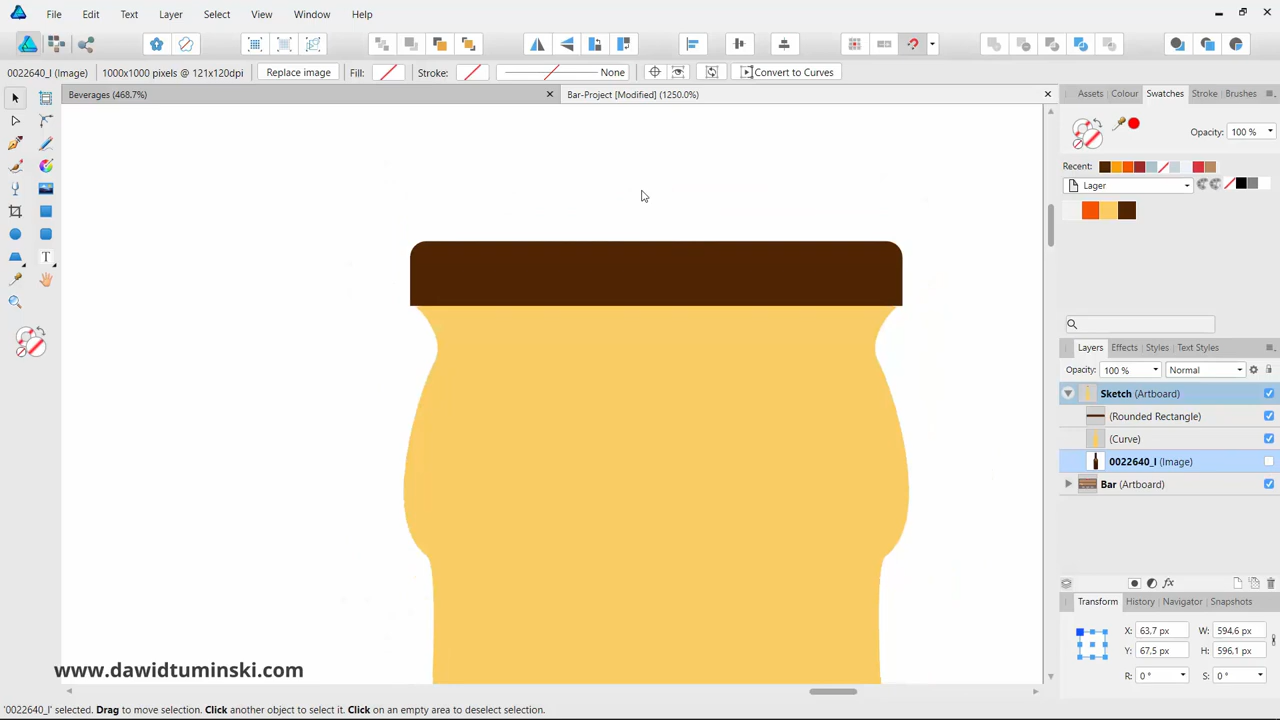 File Edit Text Layer Select View Window Help
0022640_l (Image) 1000x1000 pixels @ 121x120dpi Replace image Fill: Stroke: None Convert to Curves
Beverages (468.7%) Bar-Project [Modified] (1250.0%)
Assets Colour Swatches Stroke Brushes
Opacity: 100 %
Recent:
Lager
T
Layers Effects Styles Text Styles
Opacity: 100 % Normal
Sketch (Artboard)
(Rounded Rectangle)
(Curve)
0022640_l (Image)
Bar (Artboard)
fx
Transform History Navigator Snapshots
X: 63,7 px W: 594,6 px
Y: 67,5 px H: 596,1 px
R: 0 ° S: 0 °
www.dawidtuminski.com
'0022640_l' selected. Drag to move selection. Click another object to select it. Click on an empty area to deselect selection.